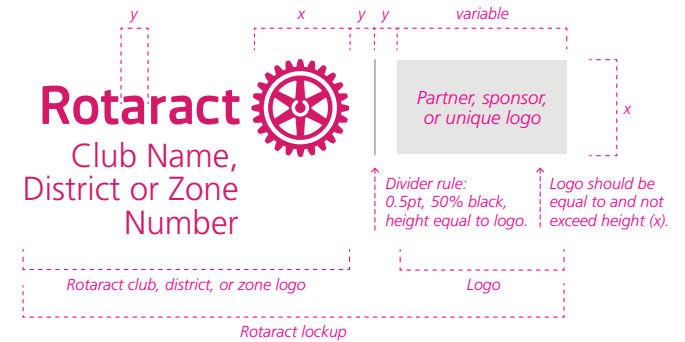 y
x
y
y
variable
Rotaract
Partner, sponsor,
or unique logo
x
Club Name,
District or Zone
Number
Divider rule:
0.5pt, 50% black,
height equal to logo.
Logo should be
equal to and not
exceed height (x).
Rotaract club, district, or zone logo
Logo
Rotaract lockup